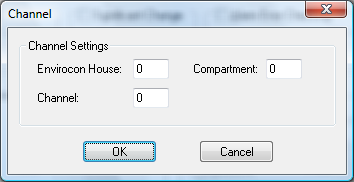 Channel
Channel Settings
Envirocon House: 0 Compartment: 0
Channel: 0
OK Cancel